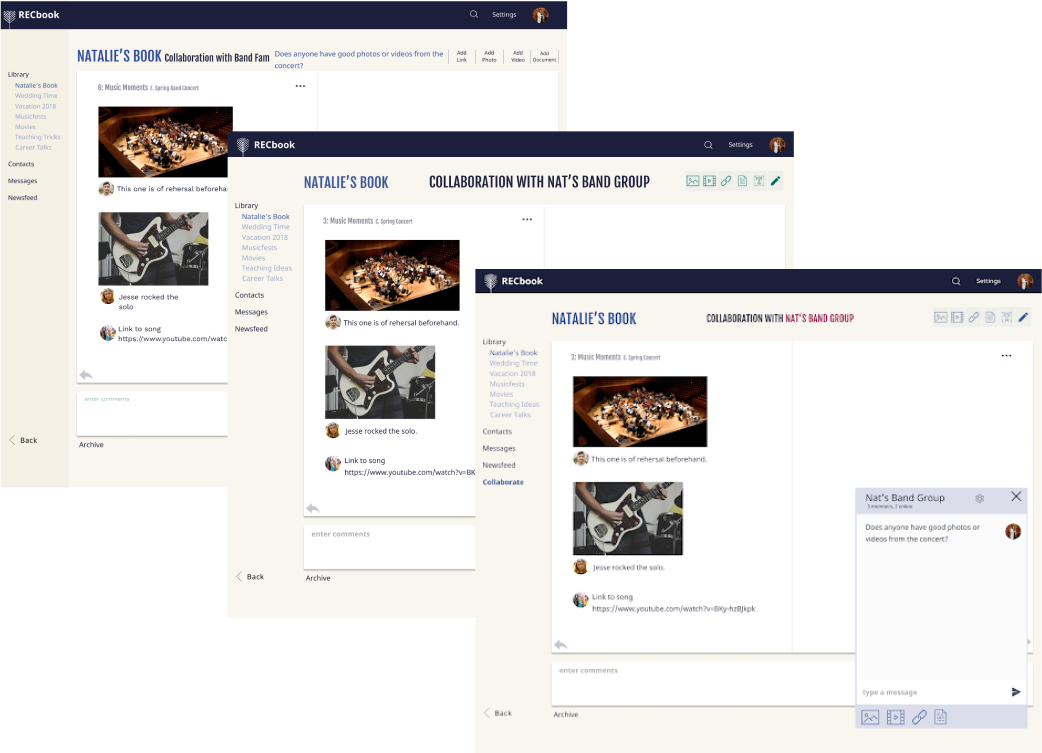 RECbook
Settings
NATALIE'S BOOK Collaboration with Band Fam
Does anyone have good photos or videos from the
concert?
Add
Link
Add
Photo
Add
Video
Add
Document
Library
Natalie's Book
Wedding Time
Vacation 2018
Musicfests
Movies
Teaching Tricks
Career Talks
Contacts
Messages
Newsfeed
6: Music Moments E. Spring Band Concert
This one is of rehersal beforeha
Jesse rocked the
solo
Link to song
https://www.youtube.com/watc
enter comments
Back
Archive
RECbook
Settings
NATALIE'S BOOK
COLLABORATION WITH NAT'S BAND GROUP
Library
Natalie's Book
Wedding Time
Vacation 2018
Musicfests
Movies
Teaching Ideas
Career Talks
Contacts
Messages
Newsfeed
3: Music Moments C. Spring Concert
This one is of rehersal beforehand.
Jesse rocked the solo.
Link to song
https://www.youtube.com/watch?v=BK
enter comments
Back
Archive
RECbook
Settings
NATALIE'S BOOK
COLLABORATION WITH NAT'S BAND GROUP
Library
Natalie's Book
Wedding Time
Vacation 2018
Musicfests
Movies
Teaching Ideas
Career Talks
Contacts
Messages
Newsfeed
Collaborate
3: Music Moments C. Spring Concert
This one is of rehersal beforehand.
Jesse rocked the solo.
Link to song
https://www.youtube.com/watch?v=BKy-hzBJkpk
enter comments
Back
Archive
Nat's Band Group
5 members, 2 online
Does anyone have good photos or
videos from the concert?
type a message